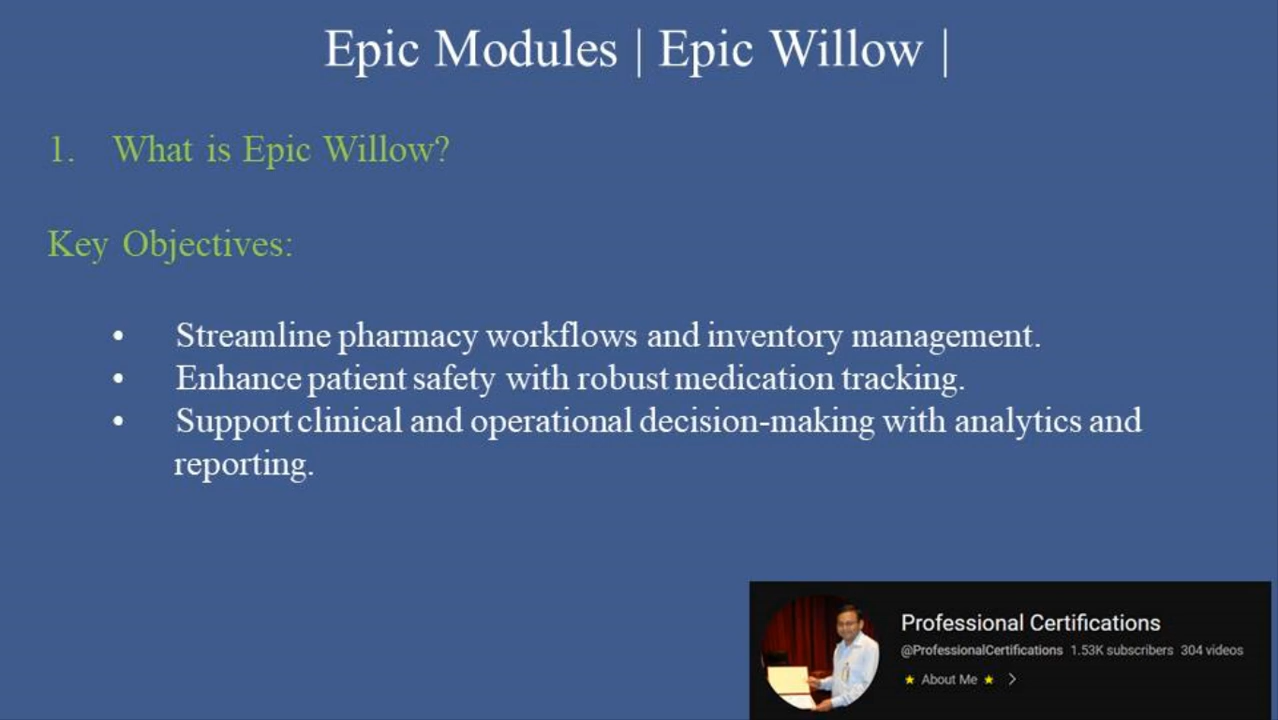 Epic Modules | Epic Willow |
1. What is Epic Willow?
Key Objectives:
• Streamline pharmacy workflows and inventory management.
• Enhance patient safety with robust medication tracking.
• Support clinical and operational decision-making with analytics and
reporting.
Professional Certifications
@ProfessionalCertifications 1.53K subscribers 304 videos
★ About Me ★ >